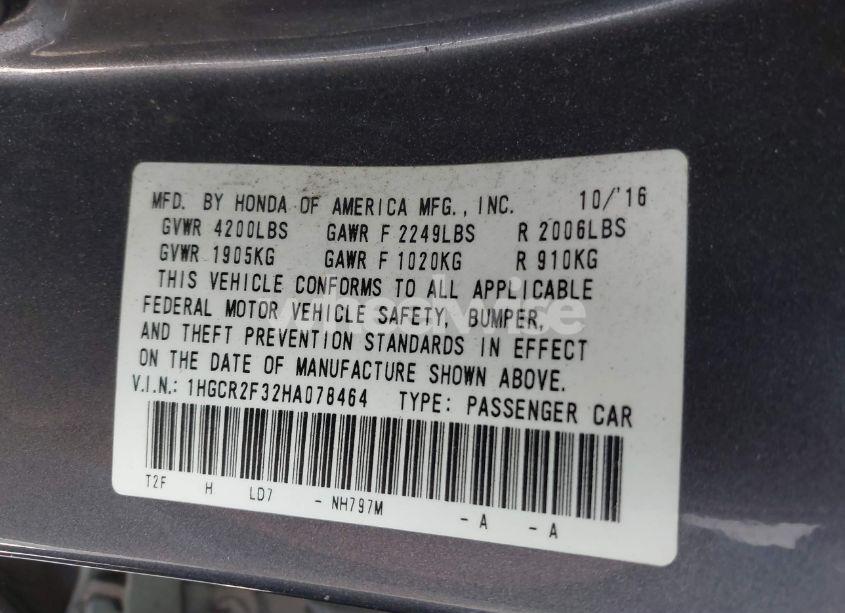 MFD. BY HONDA OF AMERICA MFG., INC. 10/'16
GVWR 4200LBS GAWR F 2249LBS R 2006LBS
GVWR 1905KG GAWR F 1020KG R 910KG
THIS VEHICLE CONFORMS TO ALL APPLICABLE
FEDERAL MOTOR VEHICLE SAFETY, BUMPER,
AND THEFT PREVENTION STANDARDS IN EFFECT
ON THE DATE OF MANUFACTURE SHOWN ABOVE.
V.I.N.: 1HGCR2F32HA078464 TYPE: PASSENGER CAR
T2F H LD7 - NH797M - A - A
wheelwise